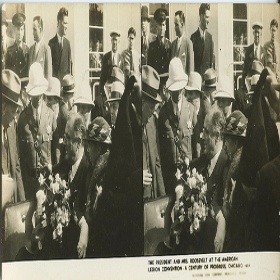 THE PRESIDENT AND MRS. ROOSEVELT AT THE AMERICAN
LEGION CONVENTION - A CENTURY OF PROGRESS, CHICAGO